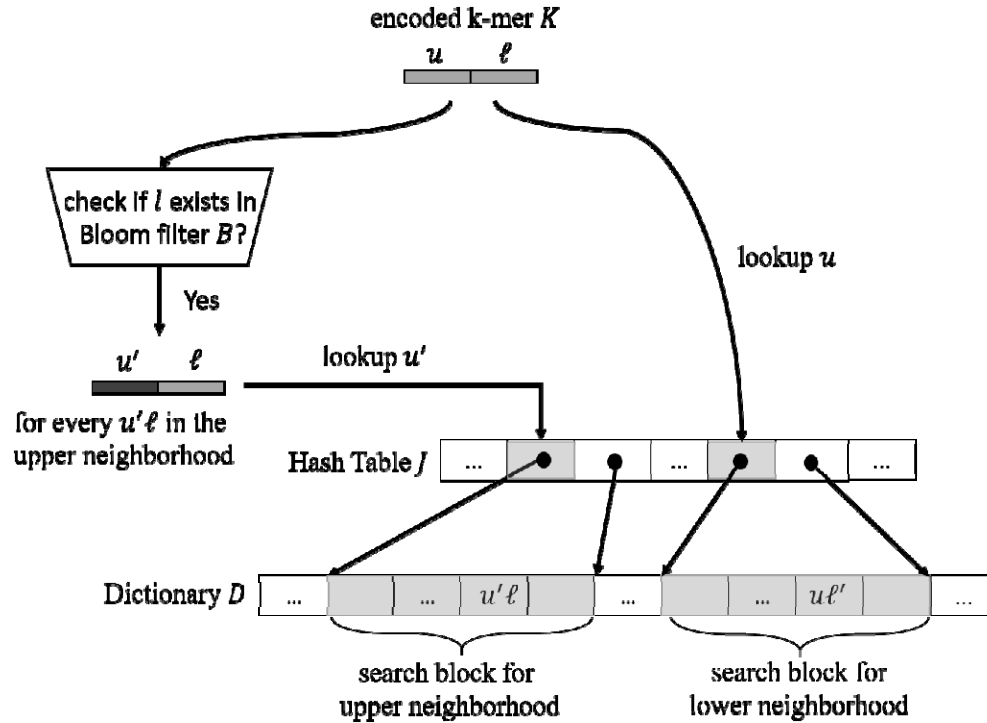 encoded k-mer K
u ℓ
check if l exists in
Bloom filter B?
lookup u
Yes
u' ℓ
lookup u'
for every u'ℓ in the
upper neighborhood
Hash Table J
... ... ...
Dictionary D
... ... u'ℓ ... ... uℓ' ...
search block for
upper neighborhood
search block for
lower neighborhood